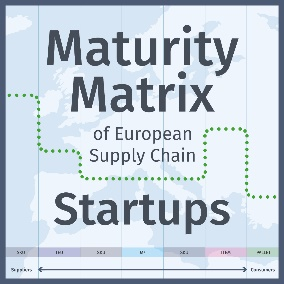 Maturity
Matrix
of European
Supply Chain
Startups
Suppliers
Consumers